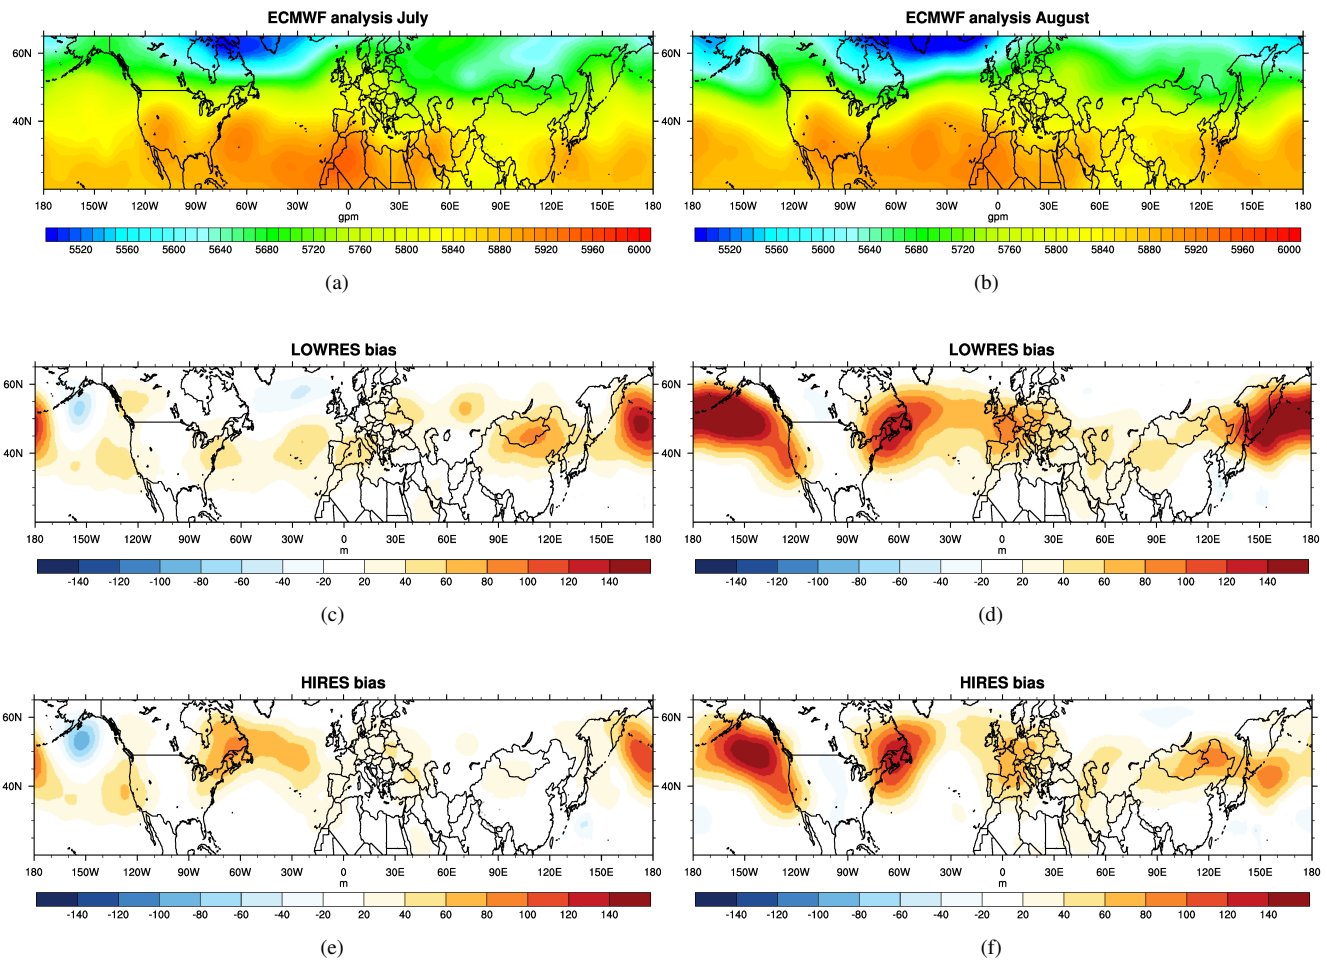 ECMWF analysis July
60N
40N
180 150W 120W 90W 60W 30W 0 30E 60E 90E 120E 150E 180
gpm
5520 5560 5600 5640 5680 5720 5760 5800 5840 5880 5920 5960 6000
(a)
ECMWF analysis August
60N
40N
180 150W 120W 90W 60W 30W 0 30E 60E 90E 120E 150E 180
gpm
5520 5560 5600 5640 5680 5720 5760 5800 5840 5880 5920 5960 6000
(b)
LOWRES bias
60N
40N
180 150W 120W 90W 60W 30W 0 30E 60E 90E 120E 150E 180
m
-140 -120 -100 -80 -60 -40 -20 20 40 60 80 100 120 140
(c)
LOWRES bias
60N
40N
180 150W 120W 90W 60W 30W 0 30E 60E 90E 120E 150E 180
m
-140 -120 -100 -80 -60 -40 -20 20 40 60 80 100 120 140
(d)
HIRES bias
60N
40N
180 150W 120W 90W 60W 30W 0 30E 60E 90E 120E 150E 180
m
-140 -120 -100 -80 -60 -40 -20 20 40 60 80 100 120 140
(e)
HIRES bias
60N
40N
180 150W 120W 90W 60W 30W 0 30E 60E 90E 120E 150E 180
m
-140 -120 -100 -80 -60 -40 -20 20 40 60 80 100 120 140
(f)